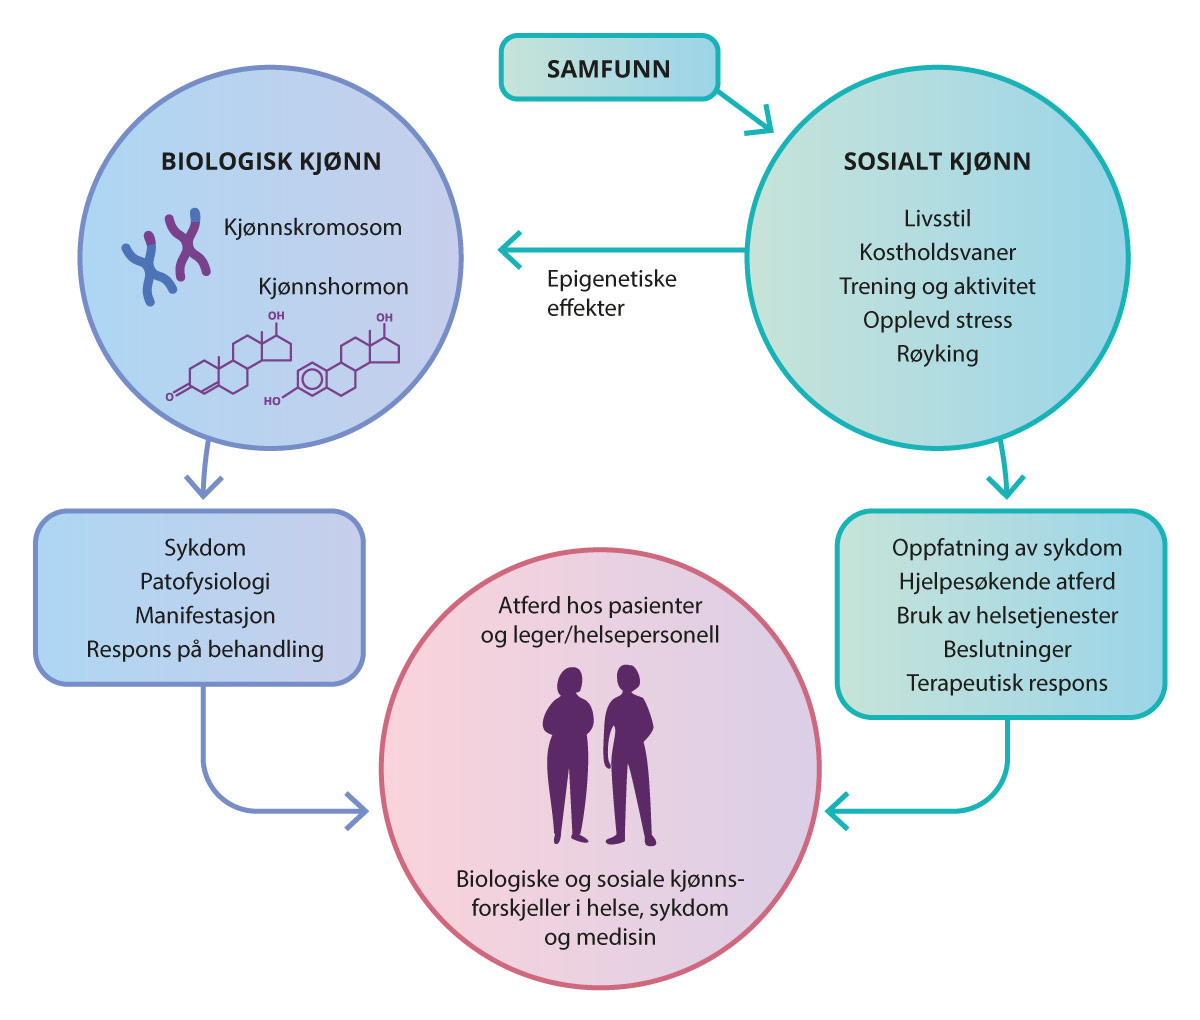 SAMFUNN
BIOLOGISK KJØNN
Kjønnskromosom
Kjønnshormon
OH
O
OH
HO
Epigenetiske
effekter
SOSIALT KJØNN
Livsstil
Kostholdsvaner
Trening og aktivitet
Opplevd stress
Røyking
Sykdom
Patofysiologi
Manifestasjon
Respons på behandling
Oppfatning av sykdom
Hjelpesøkende atferd
Bruk av helsetjenester
Beslutninger
Terapeutisk respons
Atferd hos pasienter
og leger/helsepersonell
Biologiske og sosiale kjønns-
forskjeller i helse, sykdom
og medisin